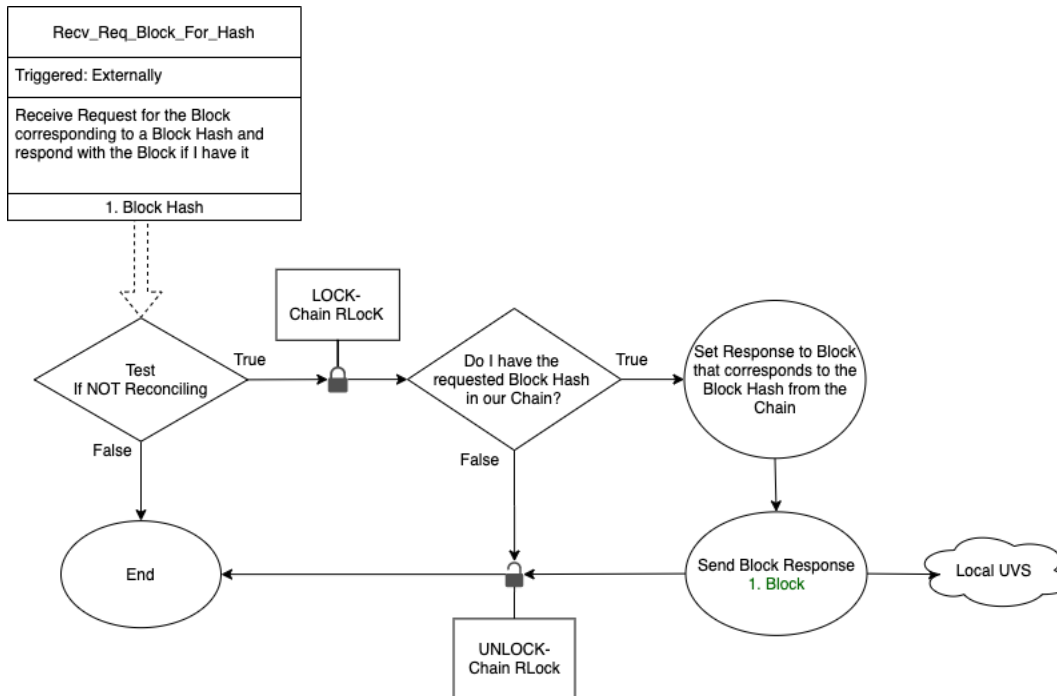 Recv_Req_Block_For_Hash
Triggered: Externally
Receive Request for the Block
corresponding to a Block Hash and
respond with the Block if I have it
1. Block Hash
LOCK-
Chain RLocK
Test
If NOT Reconciling
True
False
Do I have the
requested Block Hash
in our Chain?
True
False
Set Response to Block
that corresponds to the
Block Hash from the
Chain
End
Send Block Response
1. Block
Local UVS
UNLOCK-
Chain RLock